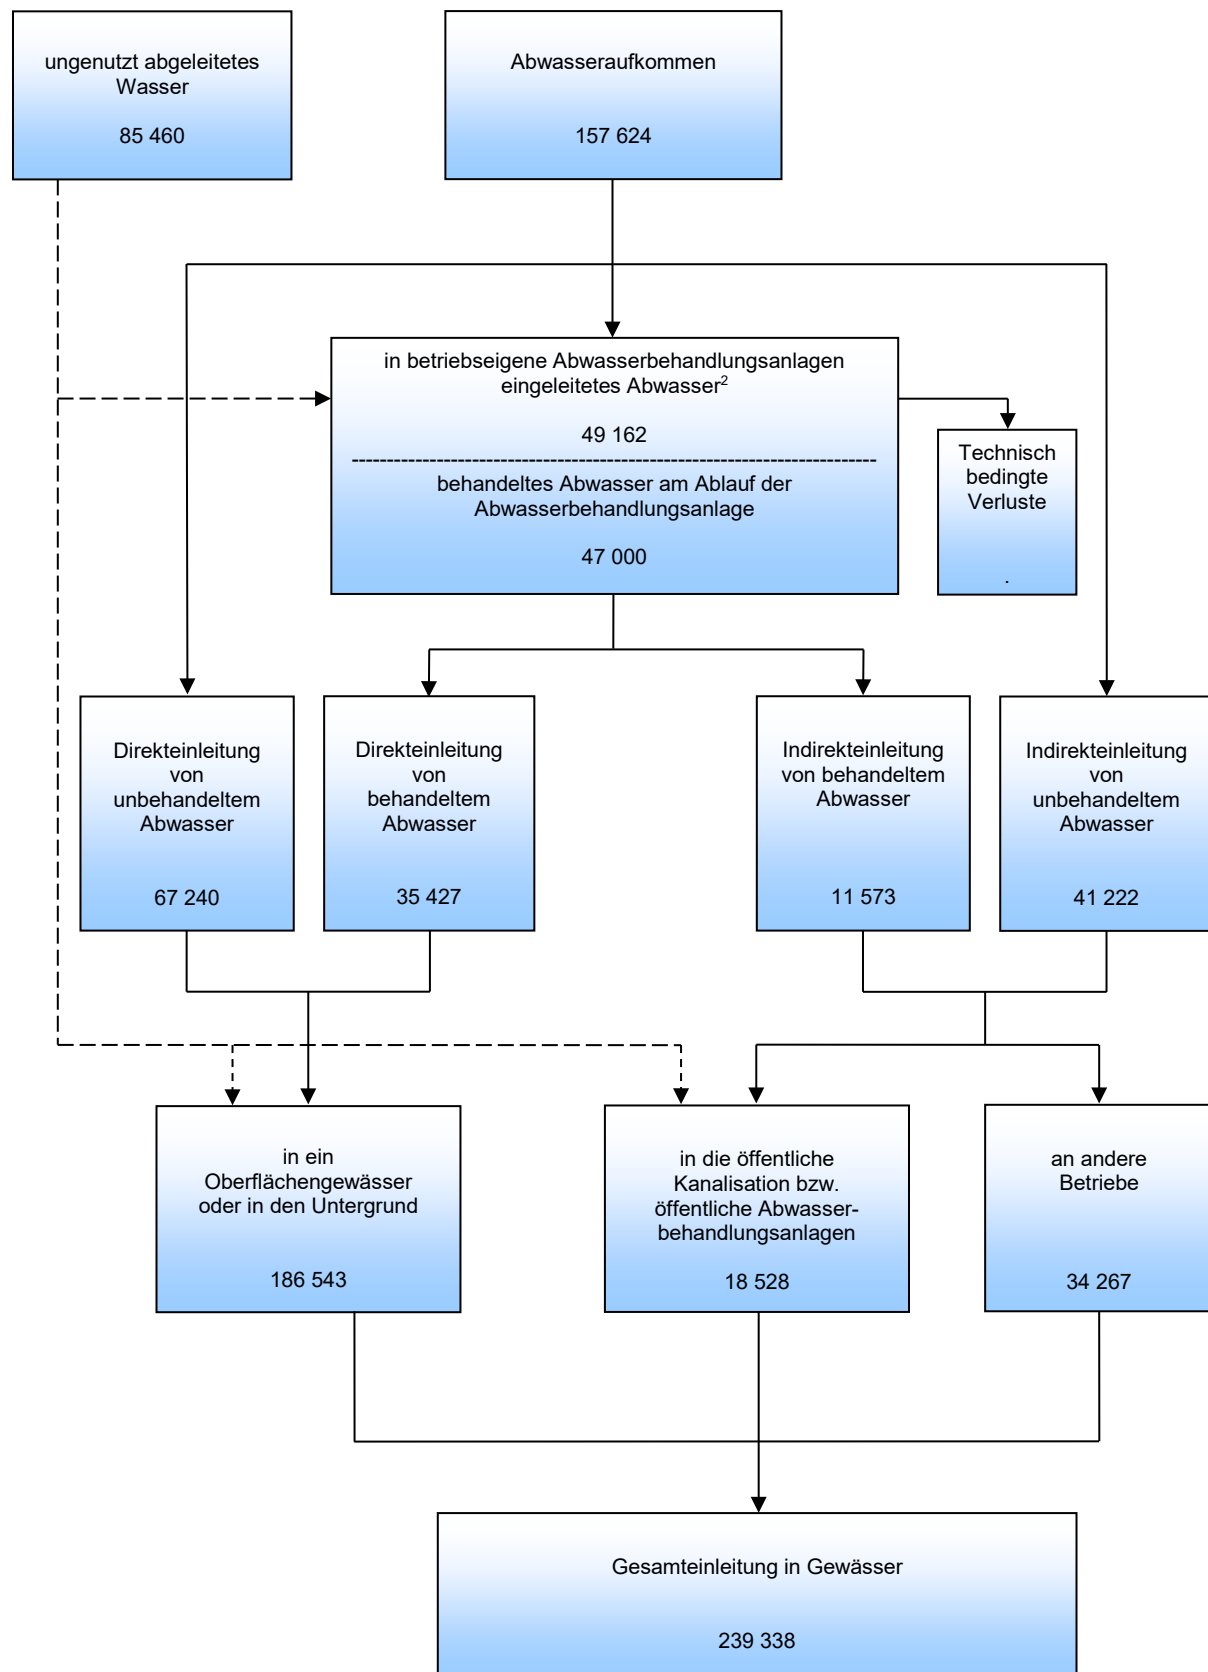 ungenutzt abgeleitetes
Wasser
85 460
Abwasseraufkommen
157 624
in betriebseigene Abwasserbehandlungsanlagen
eingeleitetes Abwasser²
49 162
behandeltes Abwasser am Ablauf der
Abwasserbehandlungsanlage
47 000
Technisch
bedingte
Verluste
.
Direkteinleitung
von
unbehandeltem
Abwasser
67 240
Direkteinleitung
von
behandeltem
Abwasser
35 427
Indirekteinleitung
von behandeltem
Abwasser
11 573
Indirekteinleitung
von
unbehandeltem
Abwasser
41 222
in ein
Oberflächengewässer
oder in den Untergrund
186 543
in die öffentliche
Kanalisation bzw.
öffentliche Abwasser-
behandlungsanlagen
18 528
an andere
Betriebe
34 267
Gesamteinleitung in Gewässer
239 338